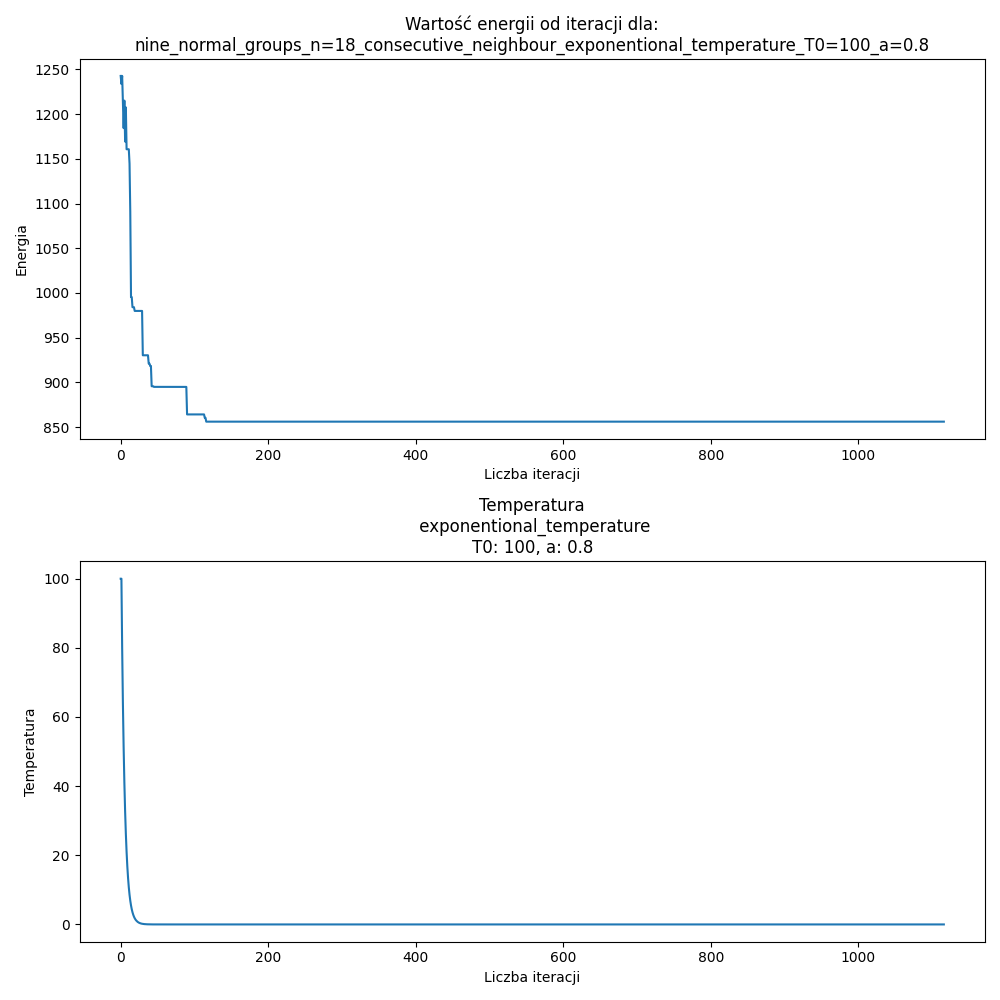 Wartość energii od iteracji dla:
nine_normal_groups_n=18_consecutive_neighbour_exponentional_temperature_T0=100_a=0.8
1250
1200
1150
1100
1050
1000
950
900
850
Energia
0 200 400 600 800 1000
Liczba iteracji
Temperatura
exponentional_temperature
T0: 100, a: 0.8
100
80
60
40
20
0
Temperatura
0 200 400 600 800 1000
Liczba iteracji